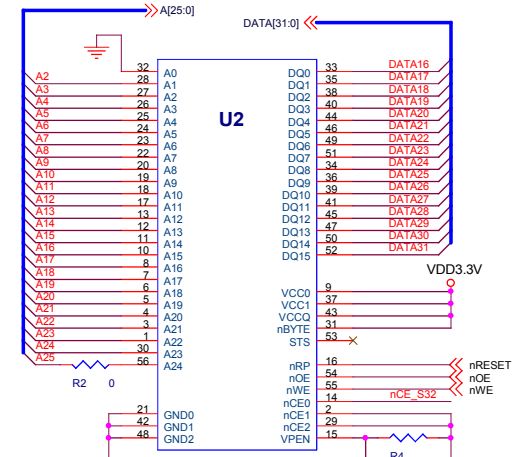 A[25:0]
DATA[31:0]
U2
32 A0 DQ0 33 DATA16
A2 28 A1 DQ1 35 DATA17
A3 27 A2 DQ2 38 DATA18
A4 26 A3 DQ3 40 DATA19
A5 25 A4 DQ4 44 DATA20
A6 24 A5 DQ5 46 DATA21
A7 23 A6 DQ6 49 DATA22
A8 22 A7 DQ7 51 DATA23
A9 20 A8 DQ8 34 DATA24
A10 19 A9 DQ9 36 DATA25
A11 18 A10 DQ10 39 DATA26
A12 17 A11 DQ11 41 DATA27
A13 13 A12 DQ12 45 DATA28
A14 12 A13 DQ13 47 DATA29
A15 11 A14 DQ14 50 DATA30
A16 10 A15 DQ15 52 DATA31
A17 8 A16
A18 7 A17
A19 6 A18
A20 5 A19
A21 4 A20
A22 3 A21
A23 1 A22
A24 30 A23
A25 56 A24
R2 0
VDD3.3V
VCC0 9
VCC1 37
VCCQ 43
nBYTE 31
STS 53
nRP 16 nRESET
nOE 54 nOE
nWE 55 nWE
nCE0 14 nCE_S32
21 GND0 nCE1 2
42 GND1 nCE2 29
48 GND2 VPEN 15
R4